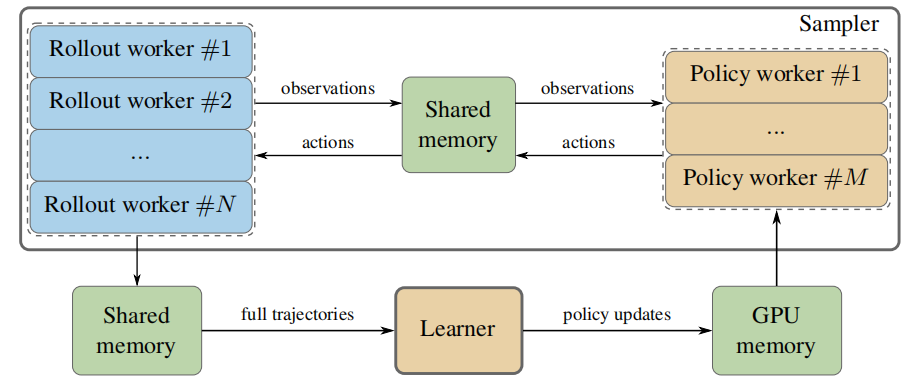 Sampler
Rollout worker #1
Rollout worker #2
...
Rollout worker #N
observations
actions
Shared
memory
observations
actions
Policy worker #1
...
Policy worker #M
Shared
memory
full trajectories
Learner
policy updates
GPU
memory